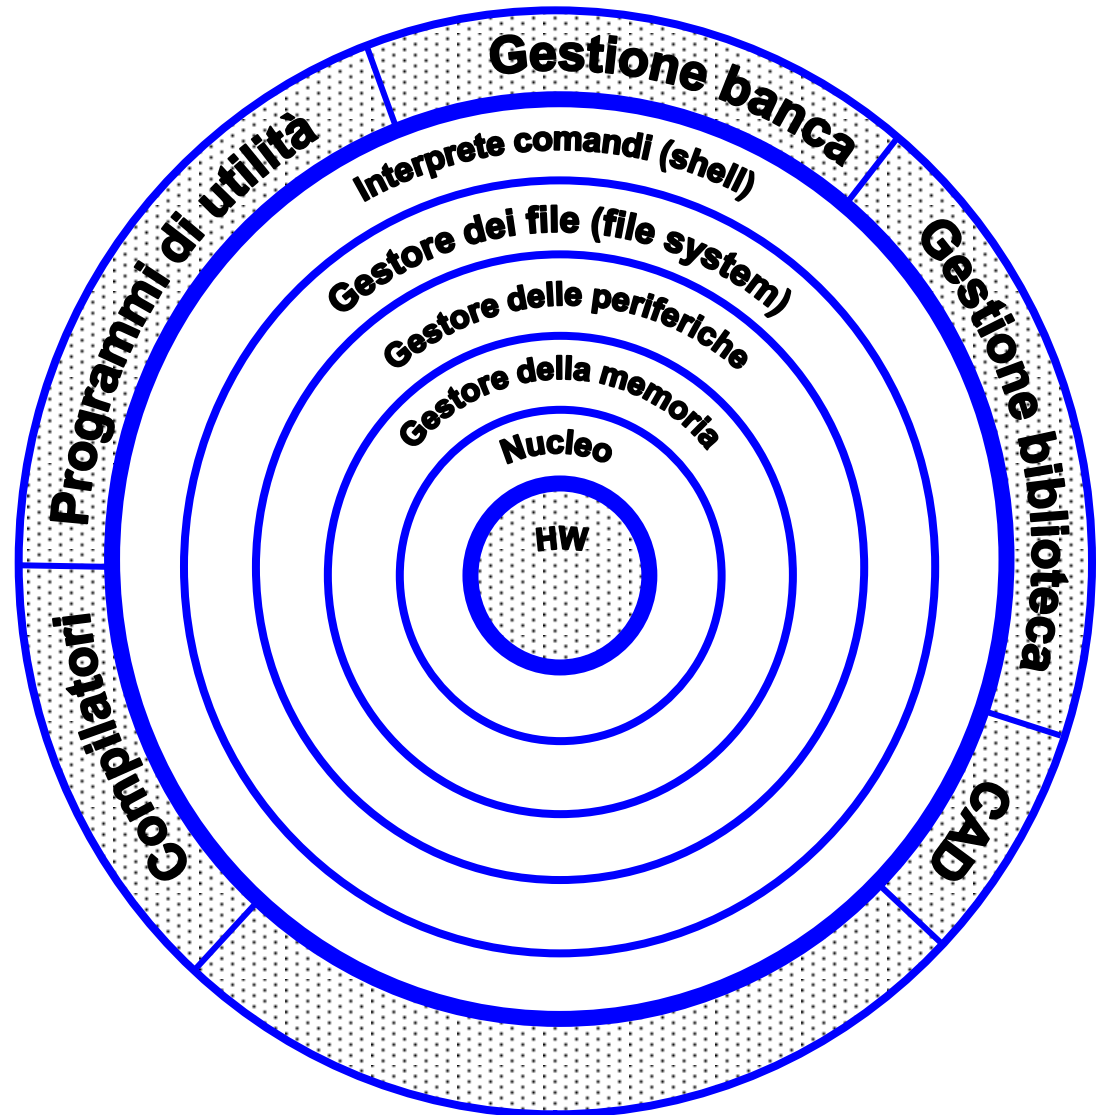 Gestione banca
Programmi di utilità
Interprete comandi (shell)
Gestore dei file (file system)
Gestione biblioteca
Gestore delle periferiche
Gestore della memoria
Nucleo
HW
Compilatori
CAD